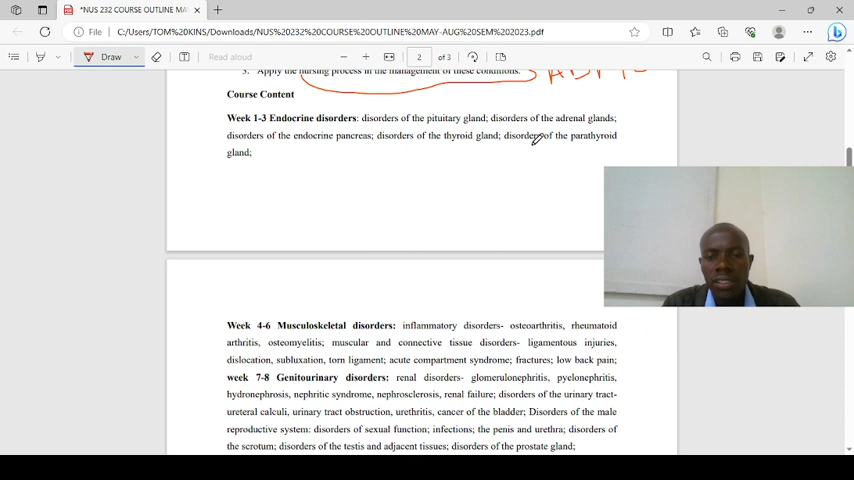 *NUS 232 COURSE OUTLINE MA
File
C:/Users/TOM%20KINS/Downloads/NUS%20232%20COURSE%20OUTLINE%20MAY-AUG%20SEM%202023.pdf
Draw
Read aloud
2
of 3
3. Apply the nursing process in the management of these conditions.
Course Content
Week 1-3 Endocrine disorders: disorders of the pituitary gland; disorders of the adrenal glands;
disorders of the endocrine pancreas; disorders of the thyroid gland; disorders of the parathyroid
gland;
Week 4-6 Musculoskeletal disorders: inflammatory disorders- osteoarthritis, rheumatoid
arthritis, osteomyelitis; muscular and connective tissue disorders- ligamentous injuries,
dislocation, subluxation, torn ligament; acute compartment syndrome; fractures; low back pain;
week 7-8 Genitourinary disorders: renal disorders- glomerulonephritis, pyelonephritis,
hydronephrosis, nephritic syndrome, nephrosclerosis, renal failure; disorders of the urinary tract-
ureteral calculi, urinary tract obstruction, urethritis, cancer of the bladder; Disorders of the male
reproductive system: disorders of sexual function; infections; the penis and urethra; disorders of
the scrotum; disorders of the testis and adjacent tissues; disorders of the prostate gland;